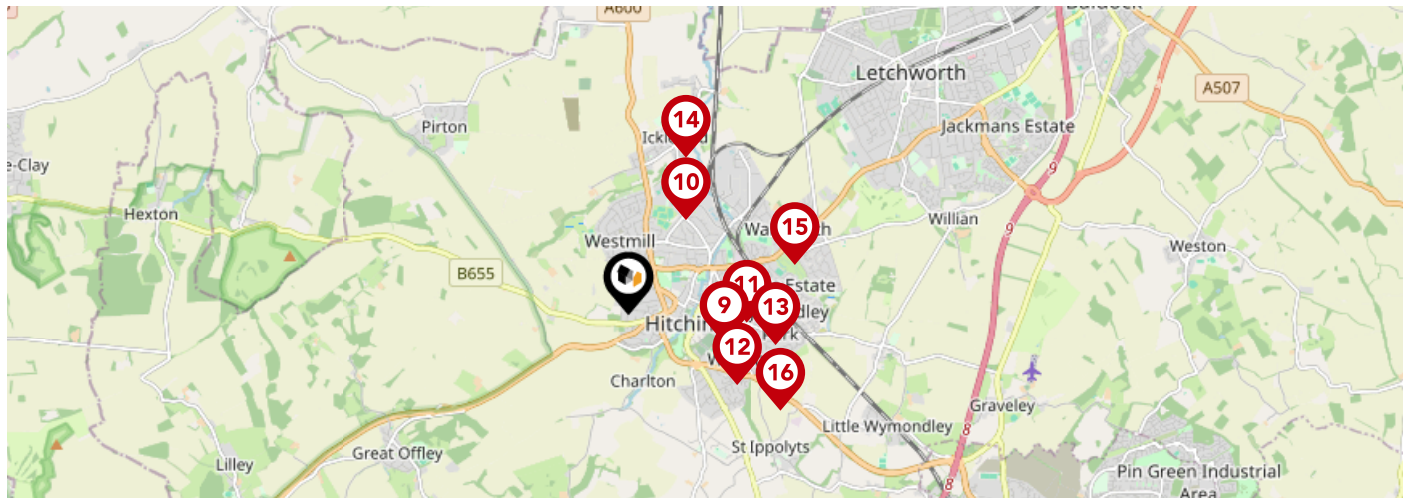 A600
Baldock
Letchworth
A507
14
Pirton
Jackmans Estate
e-Clay
9
10
Hexton
Willian
15
9
Westmill
Weston
B655
11
Estate
9
13
Hitchin
12
16
Charlton
Graveley
Little Wymondley
8
St Ippolyts
Great Offley
Lilley
Pin Green Industrial
Area
8